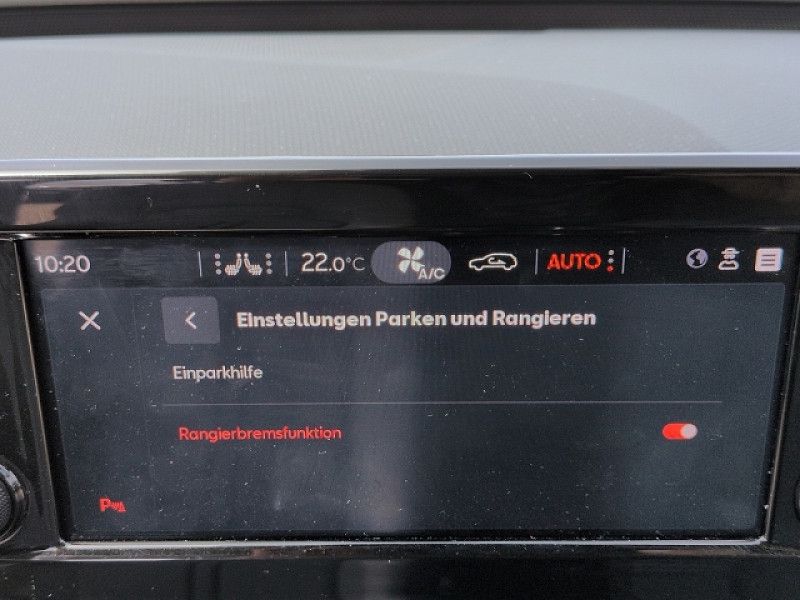 10:20
22.0°C
A/C
AUTO
Einstellungen Parken und Rangieren
Einparkhilfe
Rangierbremsfunktion
P